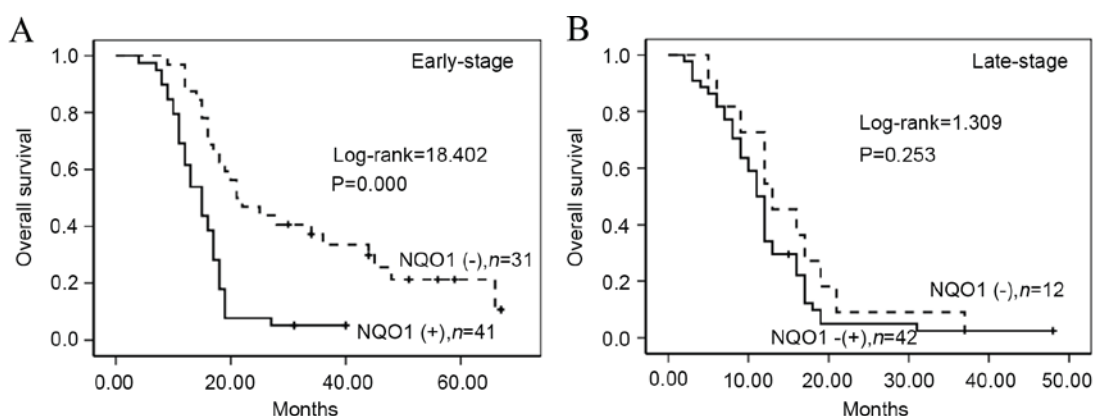 A
Early-stage
Log-rank=18.402
P=0.000
NQO1 (-),n=31
NQO1 (+),n=41
Overall survival
1.0
0.8
0.6
0.4
0.2
0.0
0.00 20.00 40.00 60.00
Months
B
Late-stage
Log-rank=1.309
P=0.253
NQO1 (-),n=12
NQO1 -(+),n=42
Overall survival
1.0
0.8
0.6
0.4
0.2
0.0
0.00 10.00 20.00 30.00 40.00 50.00
Months